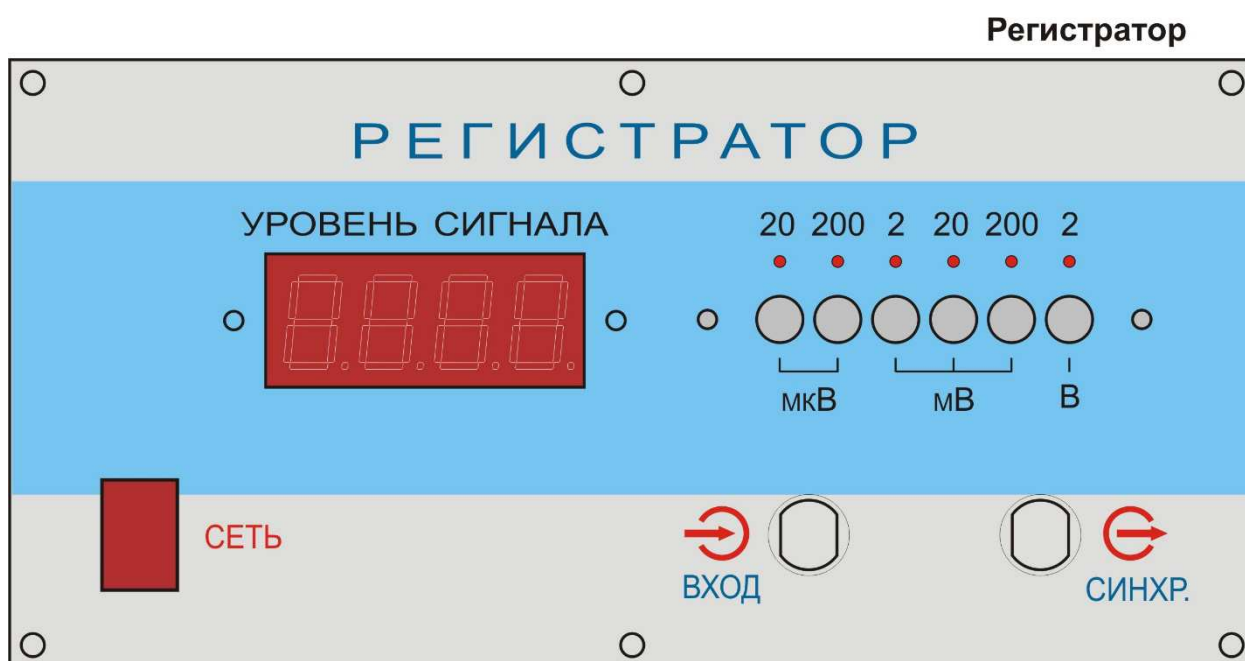 Регистратор
РЕГИСТРАТОР
УРОВЕНЬ СИГНАЛА
20 200 2 20 200 2
мкВ мВ В
СЕТЬ
ВХОД
СИНХР.